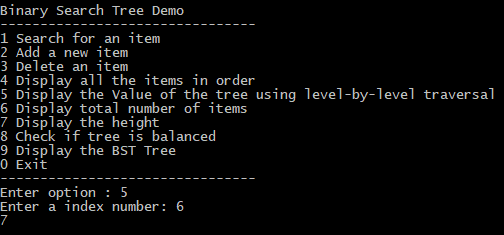 Binary Search Tree Demo
--------------------------------
1 Search for an item
2 Add a new item
3 Delete an item
4 Display all the items in order
5 Display the Value of the tree using level-by-level traversal
6 Display total number of items
7 Display the height
8 Check if tree is balanced
9 Display the BST Tree
0 Exit
--------------------------------
Enter option : 5
Enter a index number: 6
7